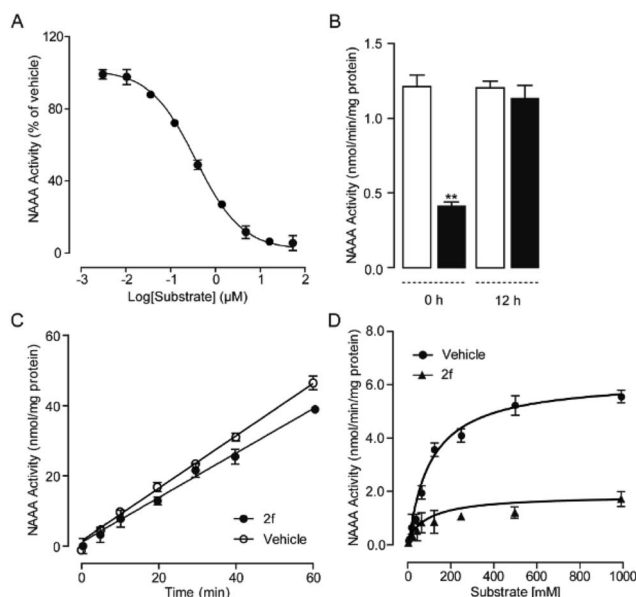 A
NAAA Activity (% of vehicle)
120
80
40
0
-3 -2 -1 0 1 2
Log[Substrate] (µM)
B
NAAA Activity (nmol/min/mg protein)
1.5
1.2
0.9
0.5
0.3
0.0
**
0 h 12 h
C
NAAA Activity (nmol/mg protein)
60
40
20
0
0 20 40 60
Time (min)
2f
Vehicle
D
NAAA Activity (nmol/min/mg protein)
8.0
6.0
4.0
2.0
0.0
0 200 400 600 800 1000
Substrate [mM]
Vehicle
2f